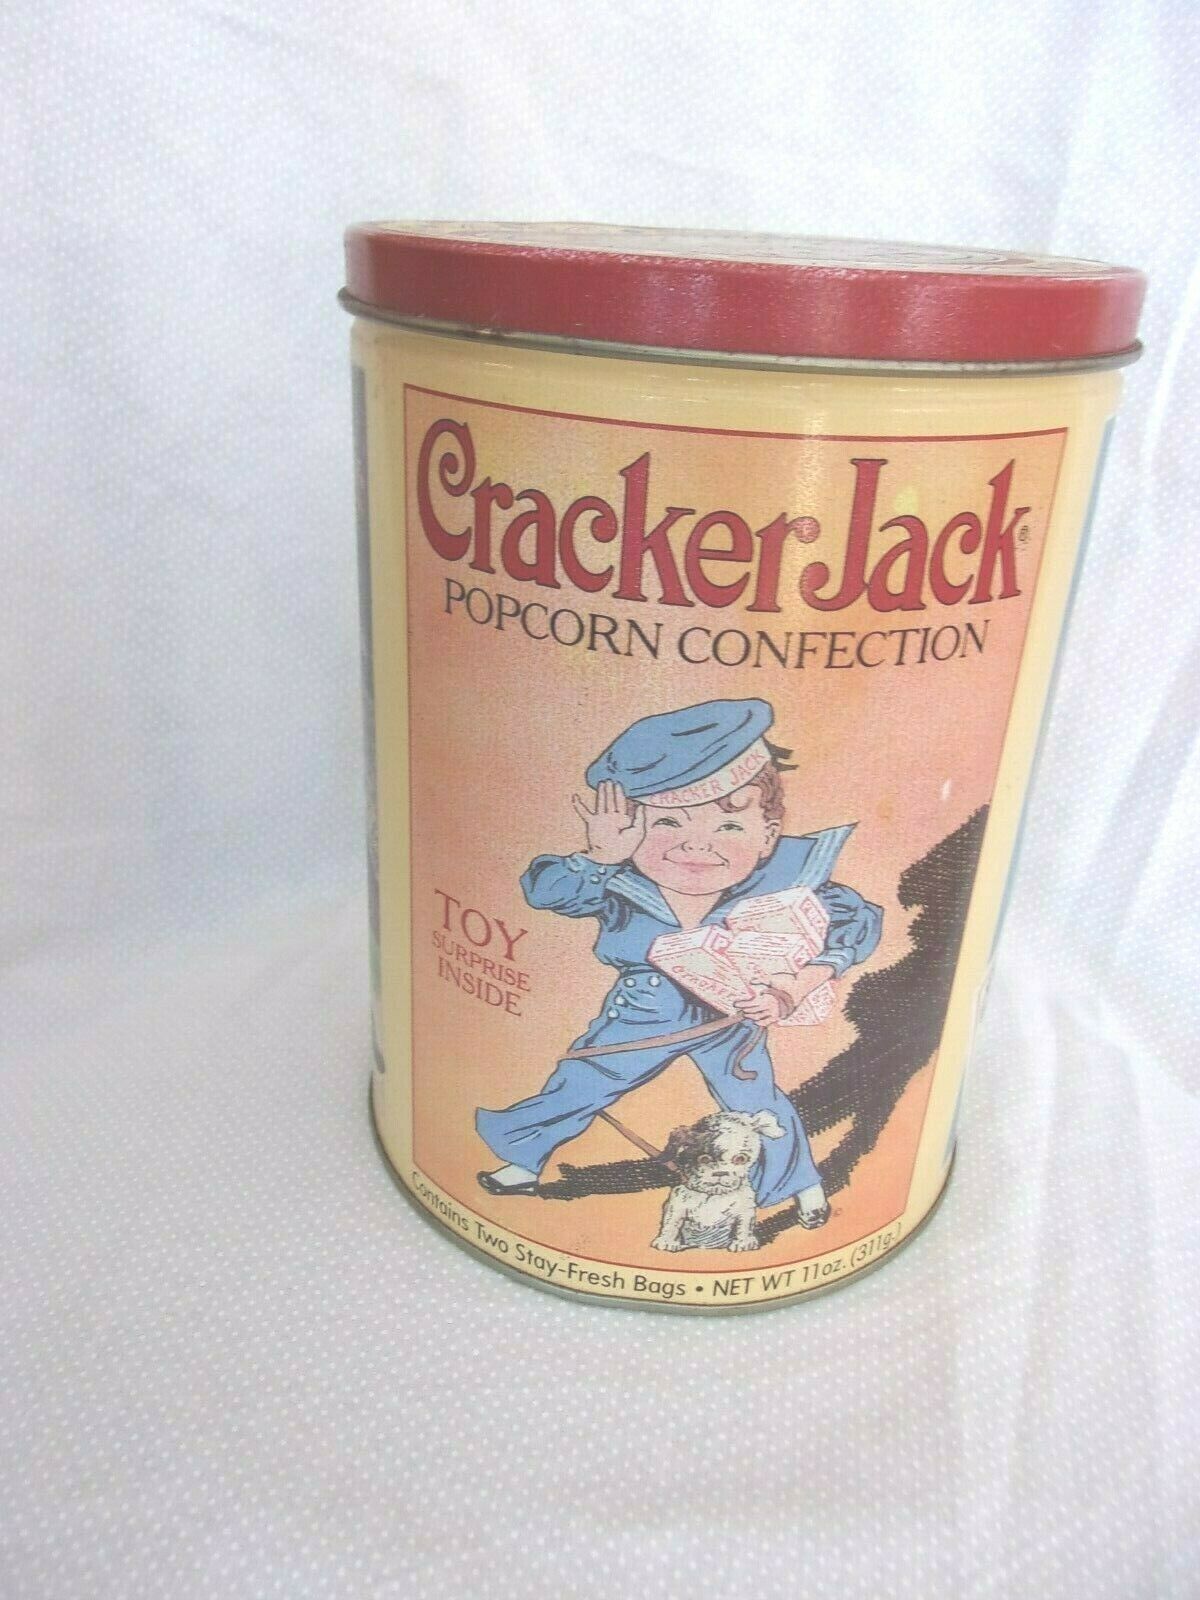 Cracker Jack®
POPCORN CONFECTION
CRACKER JACK
TOY
SURPRISE
INSIDE
Contains Two Stay-Fresh Bags • NET WT 11oz. (311g.)